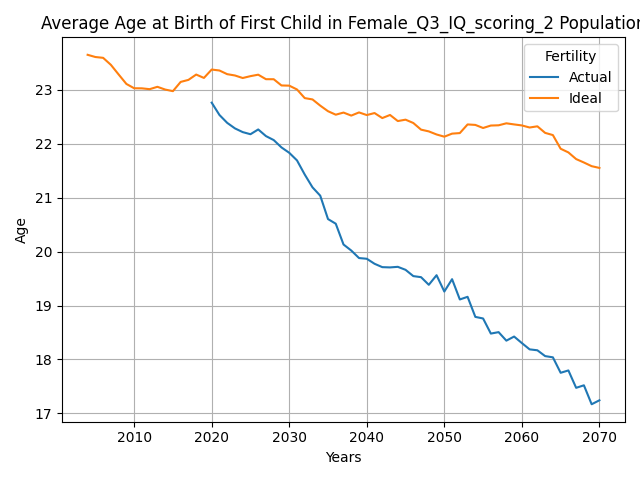 Average Age at Birth of First Child in Female_Q3_IQ_scoring_2 Population
Fertility
Actual
Ideal
23
22
21
20
19
18
17
Age
2010 2020 2030 2040 2050 2060 2070
Years